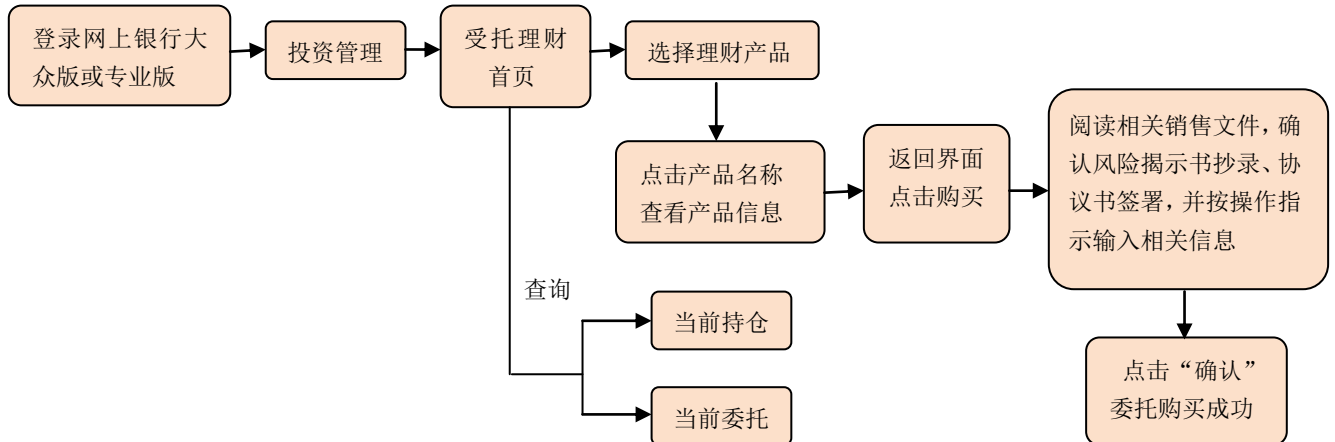 登录网上银行大
众版或专业版
投资管理
受托理财
首页
选择理财产品
点击产品名称
查看产品信息
返回界面
点击购买
阅读相关销售文件，确
认风险揭示书抄录、协
议书签署，并按操作指
示输入相关信息
点击“确认”
委托购买成功
查询
当前持仓
当前委托